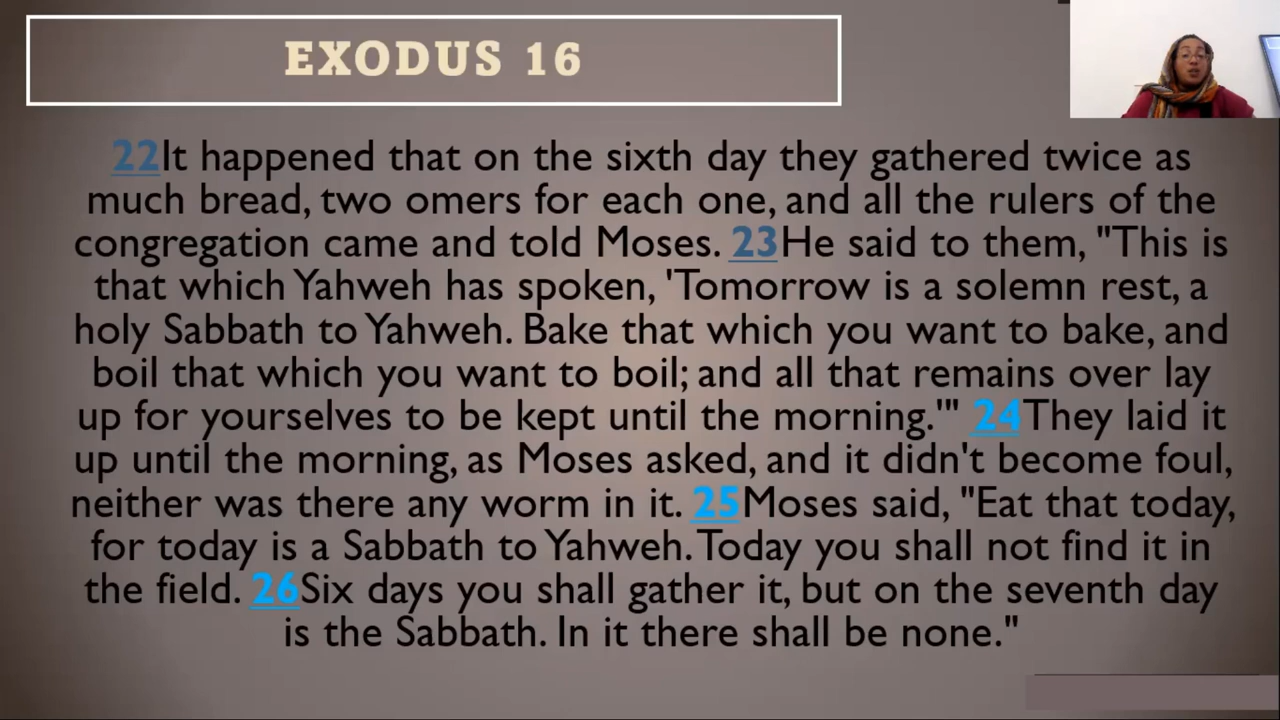 EXODUS 16
22It happened that on the sixth day they gathered twice as
much bread, two omers for each one, and all the rulers of the
congregation came and told Moses. 23He said to them, "This is
that which Yahweh has spoken, 'Tomorrow is a solemn rest, a
holy Sabbath to Yahweh. Bake that which you want to bake, and
boil that which you want to boil; and all that remains over lay
up for yourselves to be kept until the morning.'" 24They laid it
up until the morning, as Moses asked, and it didn't become foul,
neither was there any worm in it. 25Moses said, "Eat that today,
for today is a Sabbath to Yahweh. Today you shall not find it in
the field. 26Six days you shall gather it, but on the seventh day
is the Sabbath. In it there shall be none."